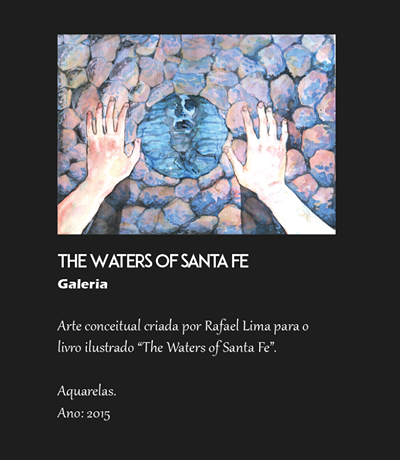 THE WATERS OF SANTA FE
Galeria
Arte conceitual criada por Rafael Lima para o
livro ilustrado “The Waters of Santa Fe”.
Aquarelas.
Ano: 2015